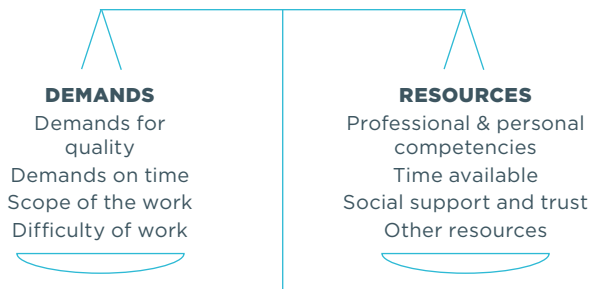 DEMANDS
Demands for
quality
Demands on time
Scope of the work
Difficulty of work
RESOURCES
Professional & personal
competencies
Time available
Social support and trust
Other resources